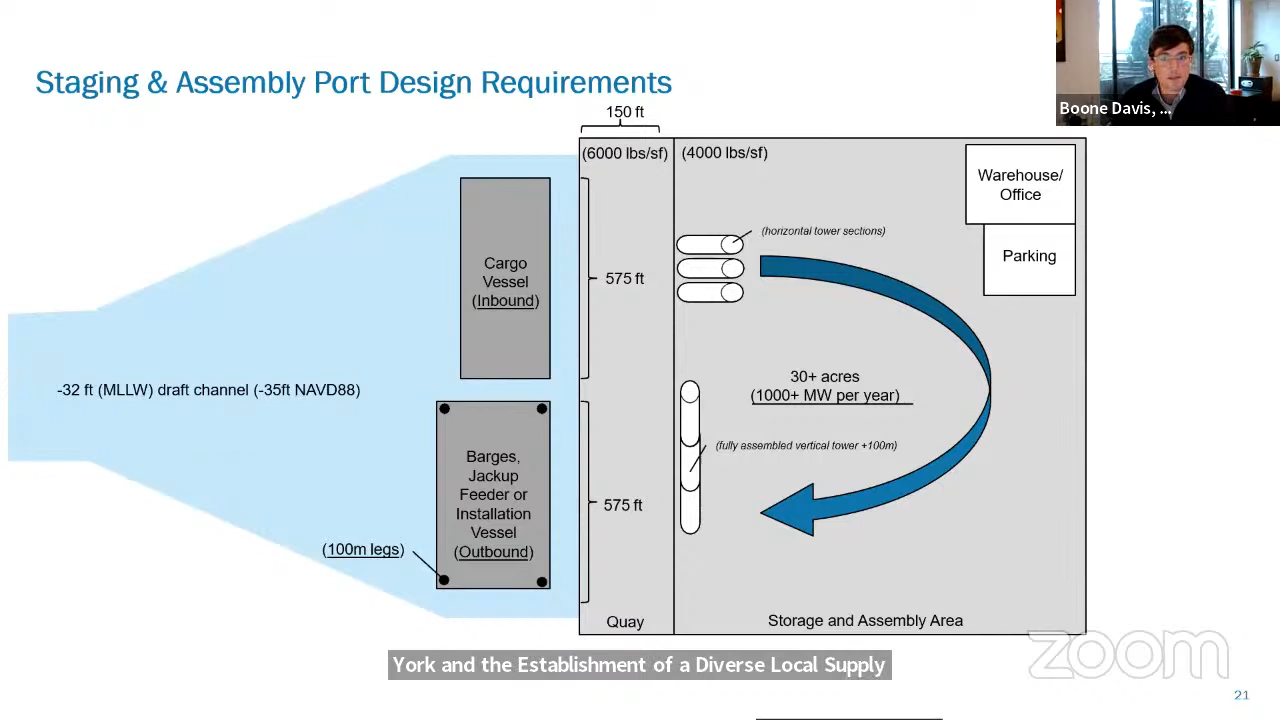 Staging & Assembly Port Design Requirements
Boone Davis, ...
150 ft
(6000 lbs/sf)
(4000 lbs/sf)
Warehouse/
Office
Parking
(horizontal tower sections)
Cargo
Vessel
(Inbound)
575 ft
-32 ft (MLLW) draft channel (-35ft NAVD88)
30+ acres
(1000+ MW per year)
(fully assembled vertical tower +100m)
Barges,
Jackup
Feeder or
Installation
Vessel
(Outbound)
575 ft
(100m legs)
Quay
Storage and Assembly Area
zoom
York and the Establishment of a Diverse Local Supply
21